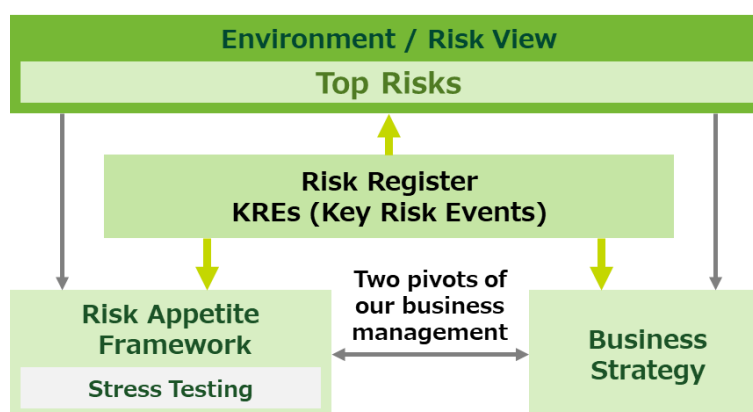 Environment / Risk View
Top Risks
Risk Register
KREs (Key Risk Events)
Two pivots of
our business
management
Risk Appetite
Framework
Stress Testing
Business
Strategy